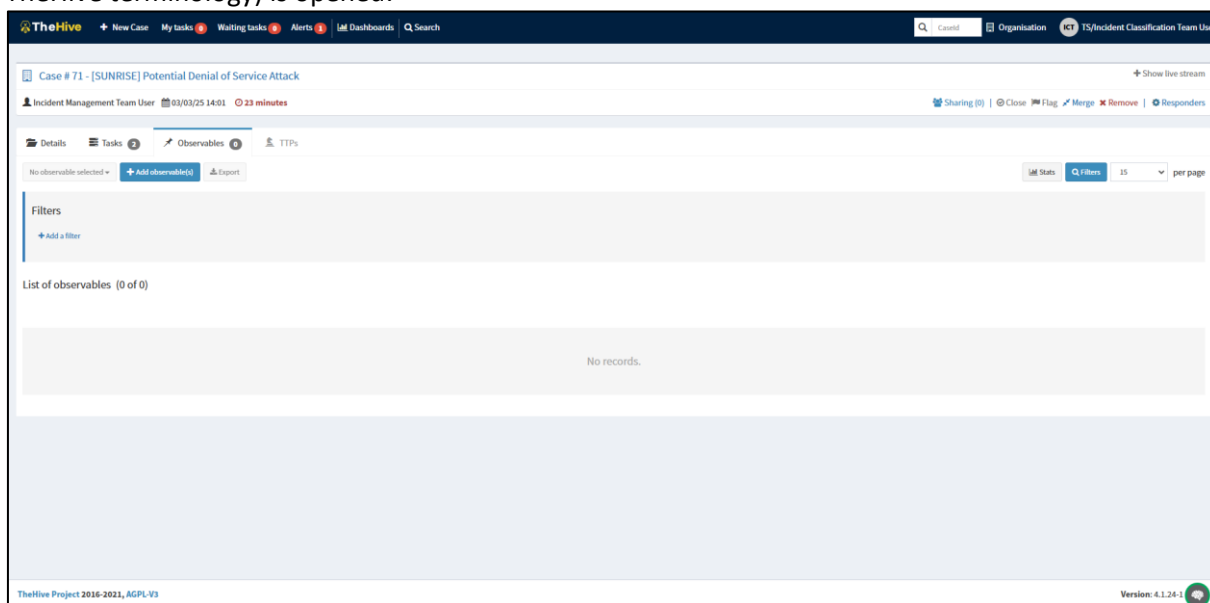 TheHive terminology) is opened.
TheHive + New Case My tasks 0 Waiting tasks 0 Alerts 1 Dashboards Search CaseId Organisation ICT TS/Incident Classification Team Use
Case # 71 - [SUNRISE] Potential Denial of Service Attack + Show live stream
Incident Management Team User 03/03/25 14:01 23 minutes Sharing (0) | Close Flag Merge Remove | Responders
Details Tasks 2 Observables 0 TTPs
No observable selected + Add observable(s) Export Stats Filters 15 per page
Filters
+ Add a filter
List of observables (0 of 0)
No records.
TheHive Project 2016-2021, AGPL-V3 Version: 4.1.24-1